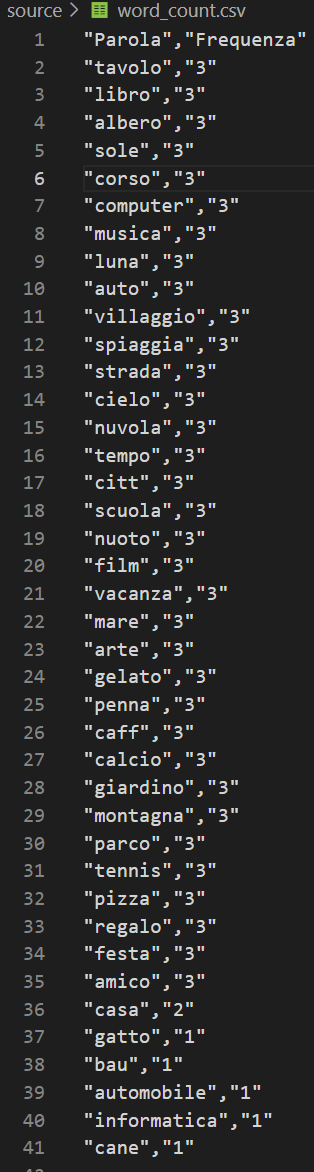 source > word_count.csv
1 "Parola","Frequenza"
2 "tavolo","3"
3 "libro","3"
4 "albero","3"
5 "sole","3"
6 "corso","3"
7 "computer","3"
8 "musica","3"
9 "luna","3"
10 "auto","3"
11 "villaggio","3"
12 "spiaggia","3"
13 "strada","3"
14 "cielo","3"
15 "nuvola","3"
16 "tempo","3"
17 "citt","3"
18 "scuola","3"
19 "nuoto","3"
20 "film","3"
21 "vacanza","3"
22 "mare","3"
23 "arte","3"
24 "gelato","3"
25 "penna","3"
26 "caff","3"
27 "calcio","3"
28 "giardino","3"
29 "montagna","3"
30 "parco","3"
31 "tennis","3"
32 "pizza","3"
33 "regalo","3"
34 "festa","3"
35 "amico","3"
36 "casa","2"
37 "gatto","1"
38 "bau","1"
39 "automobile","1"
40 "informatica","1"
41 "cane","1"